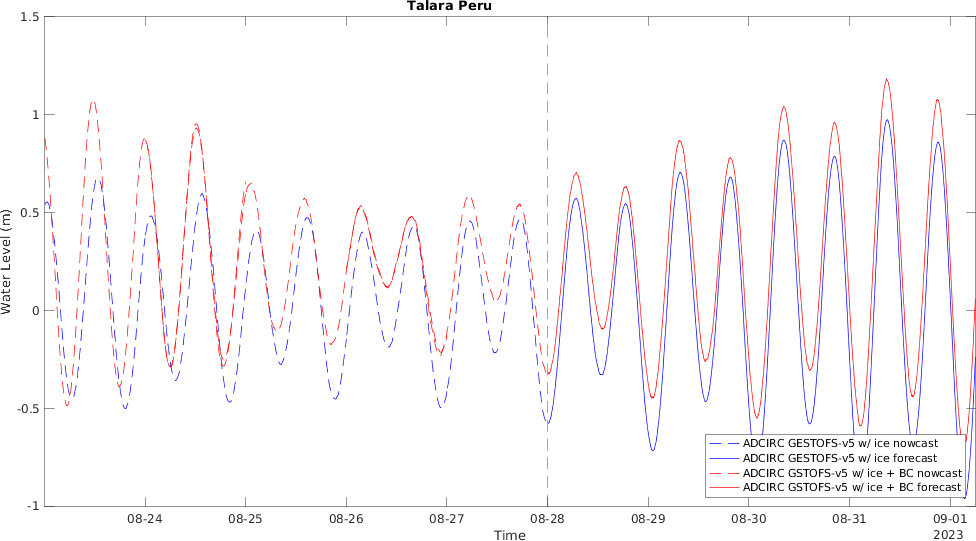 Talara Peru
1.5
1
0.5
0
-0.5
-1
Water Level (m)
ADCIRC GESTOFS-v5 w/ ice nowcast
ADCIRC GESTOFS-v5 w/ ice forecast
ADCIRC GSTOFS-v5 w/ ice + BC nowcast
ADCIRC GSTOFS-v5 w/ ice + BC forecast
08-24 08-25 08-26 08-27 08-28 08-29 08-30 08-31 09-01
Time 2023